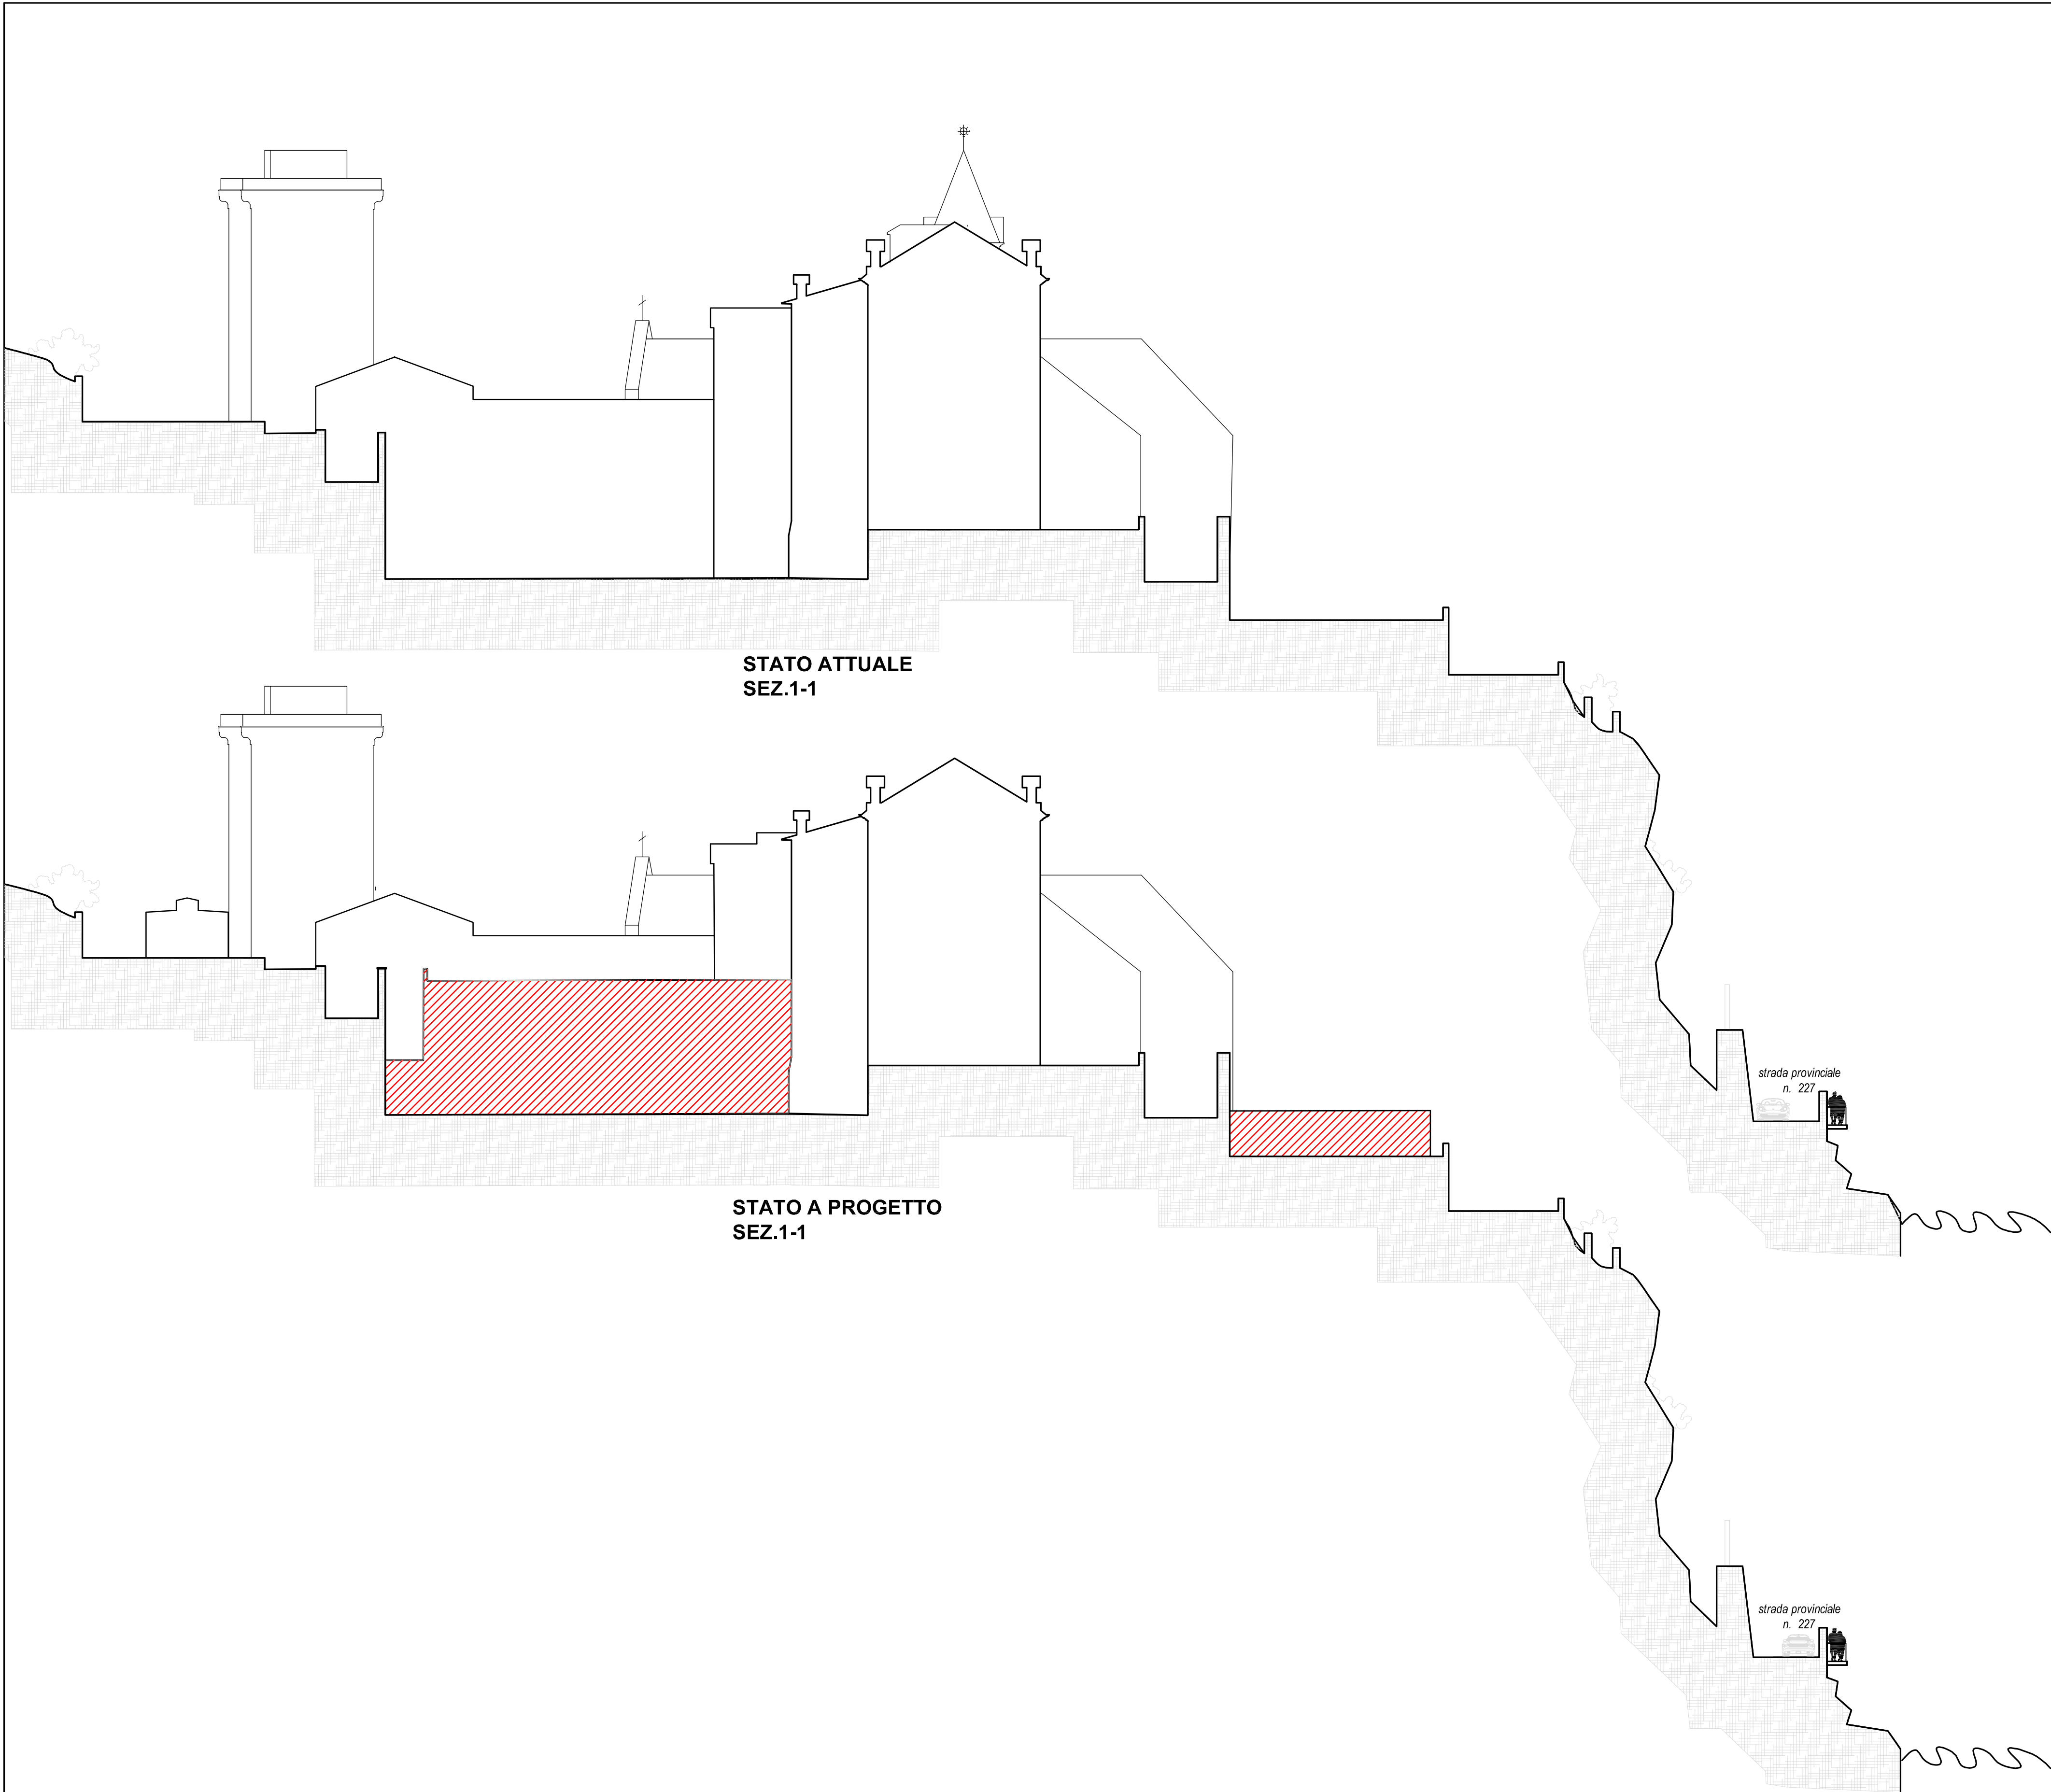 STATO ATTUALE
SEZ.1-1
strada provinciale
n. 227
STATO A PROGETTO
SEZ.1-1
strada provinciale
n. 227